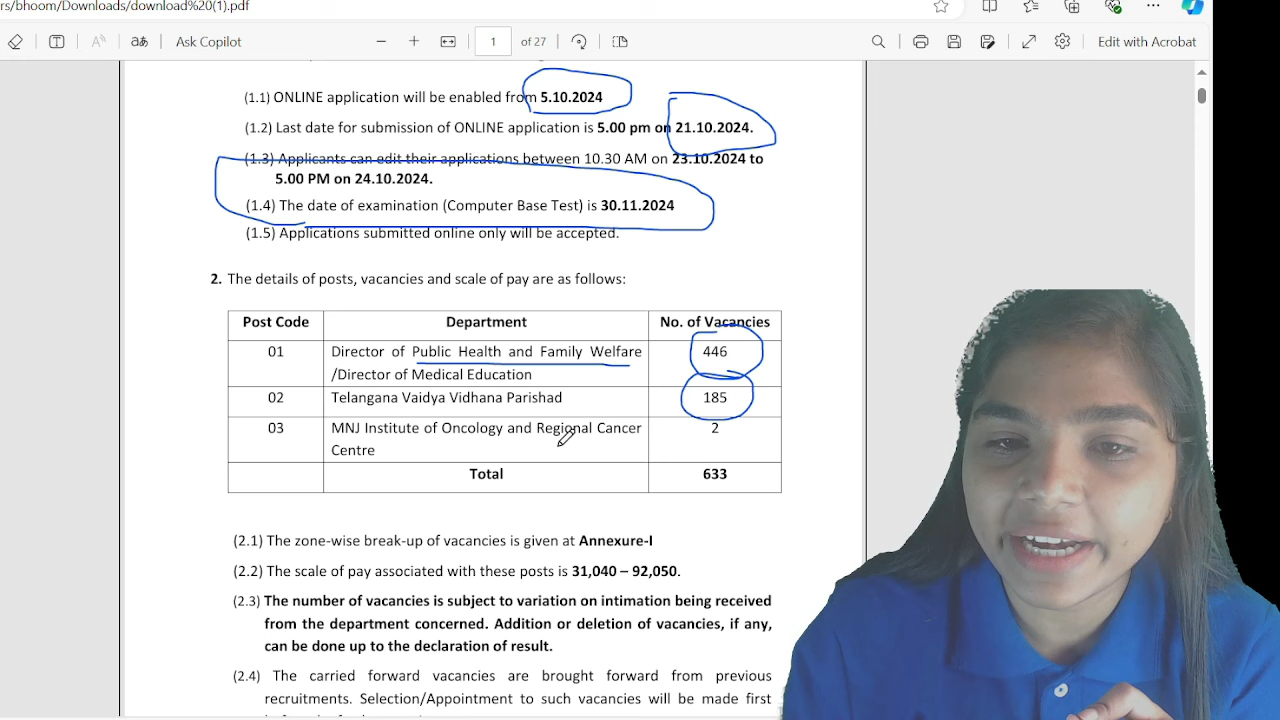 rs/bhoom/Downloads/download%20(1).pdf
Ask Copilot
1 of 27
Edit with Acrobat
(1.1) ONLINE application will be enabled from 5.10.2024
(1.2) Last date for submission of ONLINE application is 5.00 pm on 21.10.2024.
(1.3) Applicants can edit their applications between 10.30 AM on 23.10.2024 to
5.00 PM on 24.10.2024.
(1.4) The date of examination (Computer Base Test) is 30.11.2024
(1.5) Applications submitted online only will be accepted.
2. The details of posts, vacancies and scale of pay are as follows:
Post Code Department No. of Vacancies
01 Director of Public Health and Family Welfare 446
/Director of Medical Education
02 Telangana Vaidya Vidhana Parishad 185
03 MNJ Institute of Oncology and Regional Cancer 2
Centre
Total 633
(2.1) The zone-wise break-up of vacancies is given at Annexure-I
(2.2) The scale of pay associated with these posts is 31,040 – 92,050.
(2.3) The number of vacancies is subject to variation on intimation being received
from the department concerned. Addition or deletion of vacancies, if any,
can be done up to the declaration of result.
(2.4) The carried forward vacancies are brought forward from previous
recruitments. Selection/Appointment to such vacancies will be made first